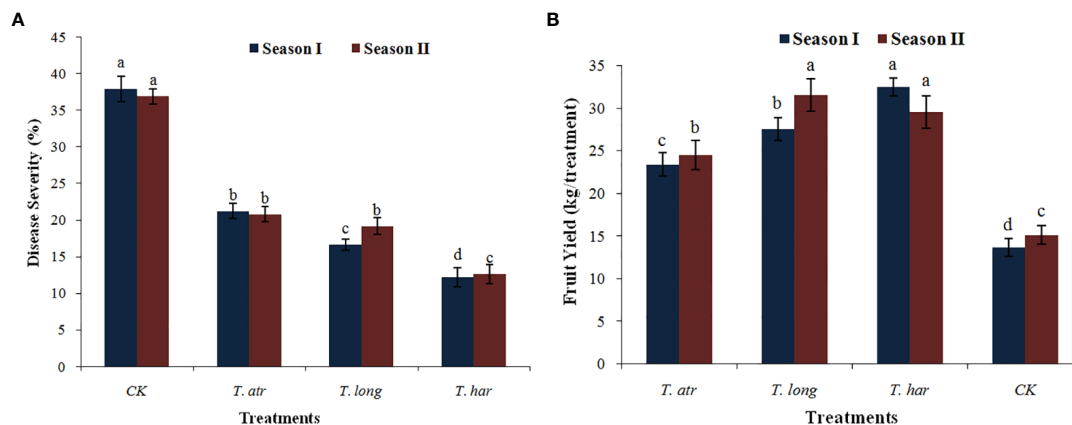 A
Season I Season II
45
40
35
30
25
20
15
10
5
0
Disease Severity (%)
a a
b b
c b
d c
CK T. atr T. long T. har
Treatments
B
Season I Season II
35
30
25
20
15
10
5
0
Fruit Yield (kg/treatment)
c b
b a
a a
d c
T. atr T. long T. har CK
Treatments